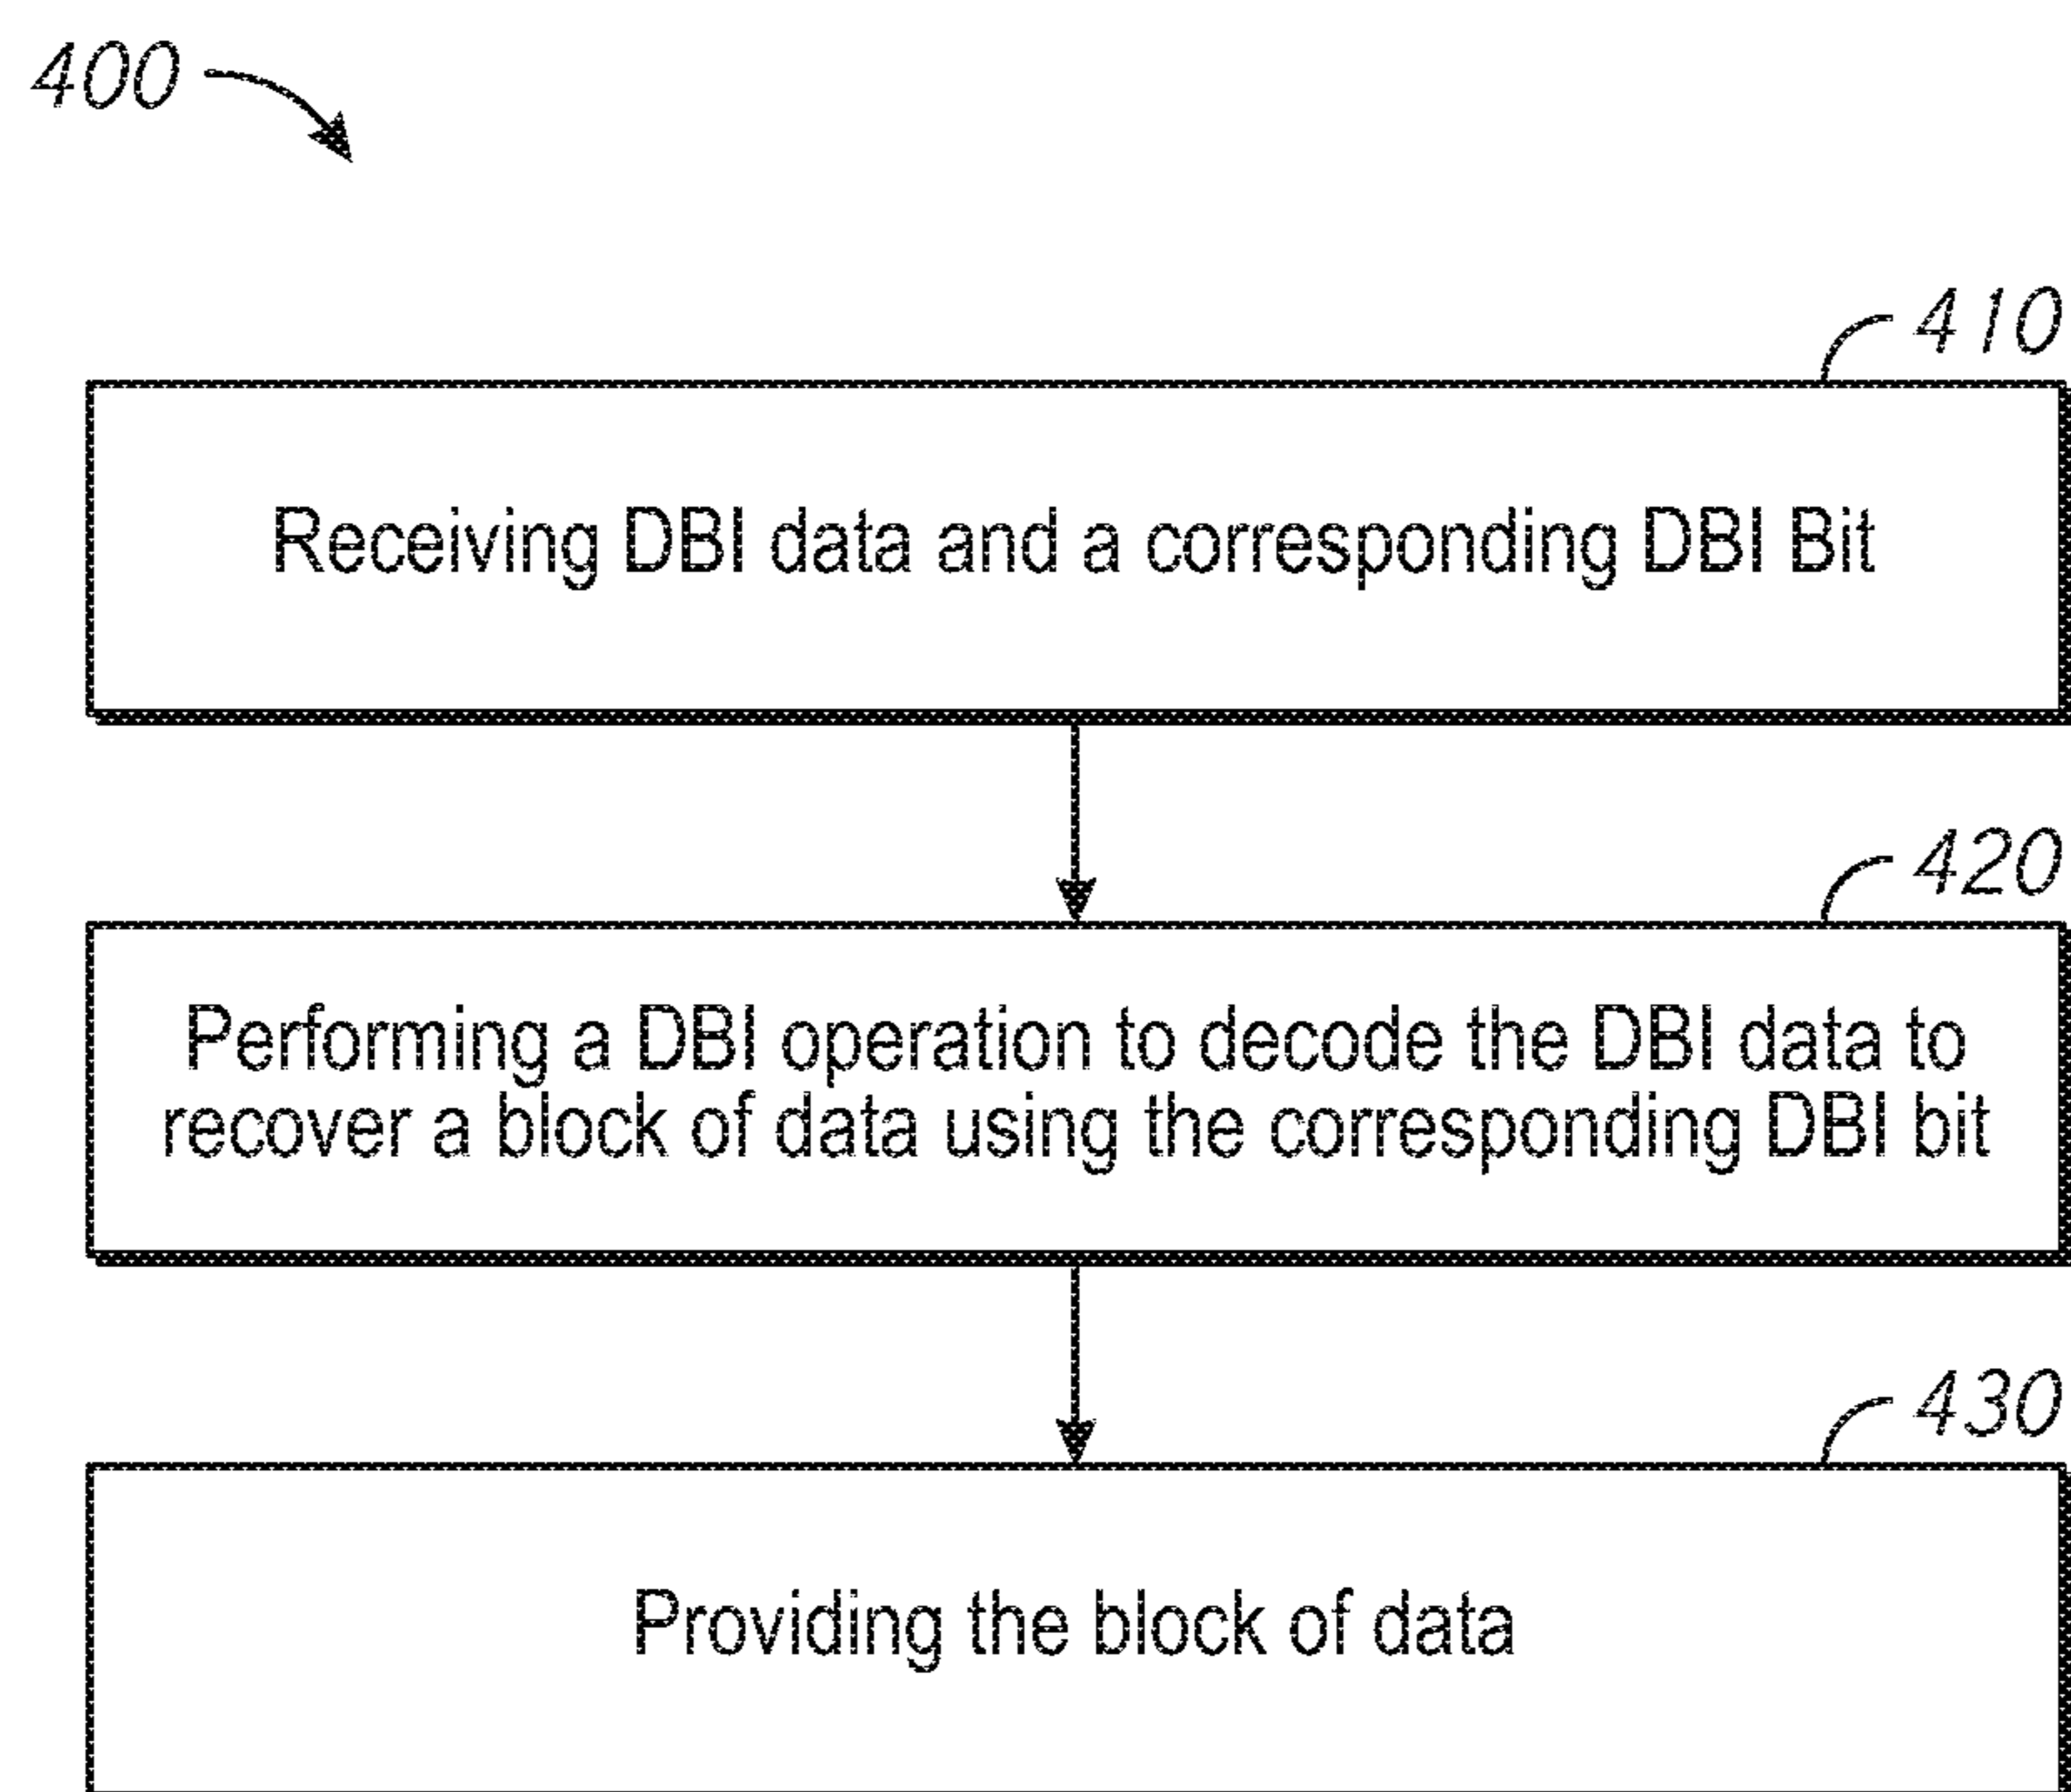 400
410
Receiving DBI data and a corresponding DBI Bit
420
Performing a DBI operation to decode the DBI data to
recover a block of data using the corresponding DBI bit
430
Providing the block of data